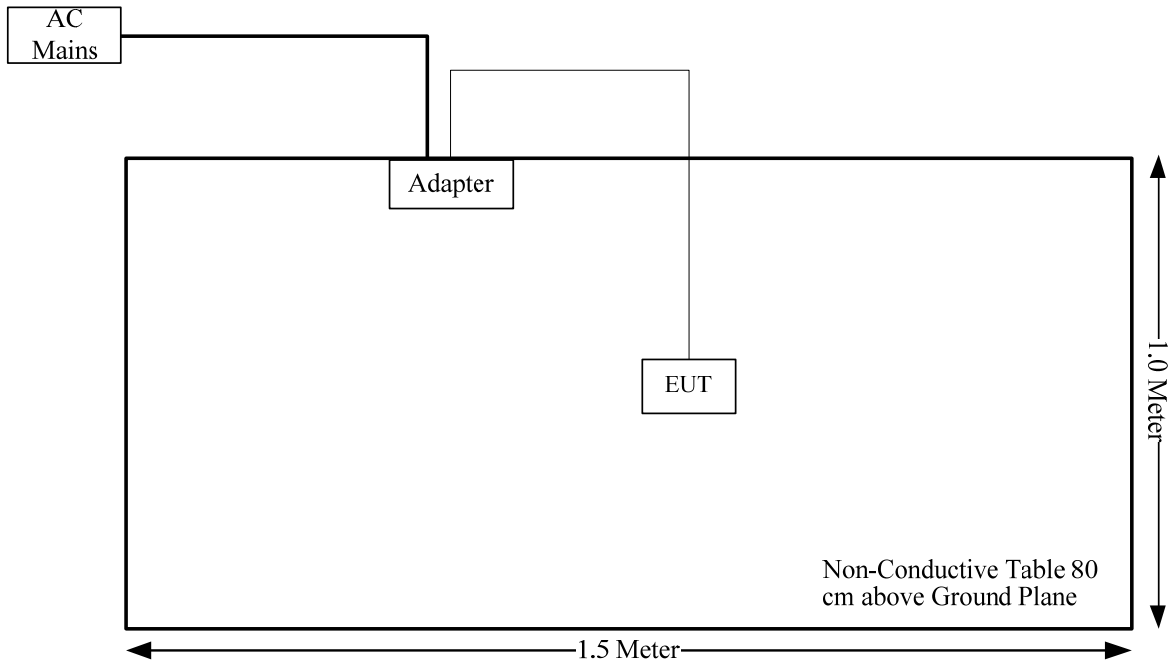 AC
Mains
Adapter
EUT
1.0 Meter
Non-Conductive Table 80
cm above Ground Plane
1.5 Meter